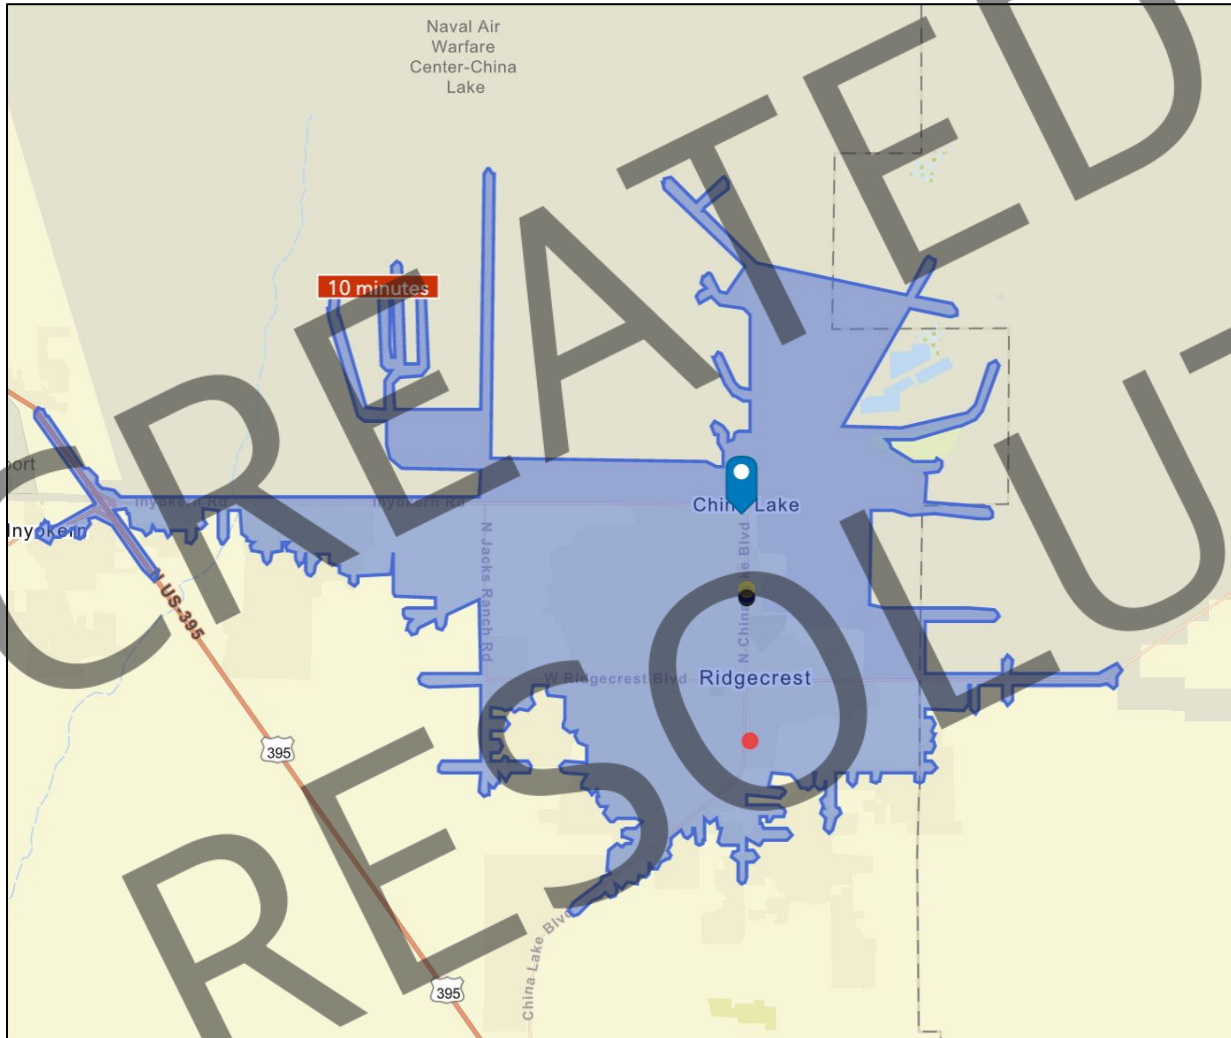 Naval Air
Warfare
Center-China
Lake
CREATED
10 minutes
port
Inyokern Rd
Inyokern Rd
China Lake
Inyokern
N Jacks Ranch Rd
N China Lake Blvd
N US-395
W Ridgecrest Blvd
Ridgecrest
395
RESOLUT
China Lake Blvd
395